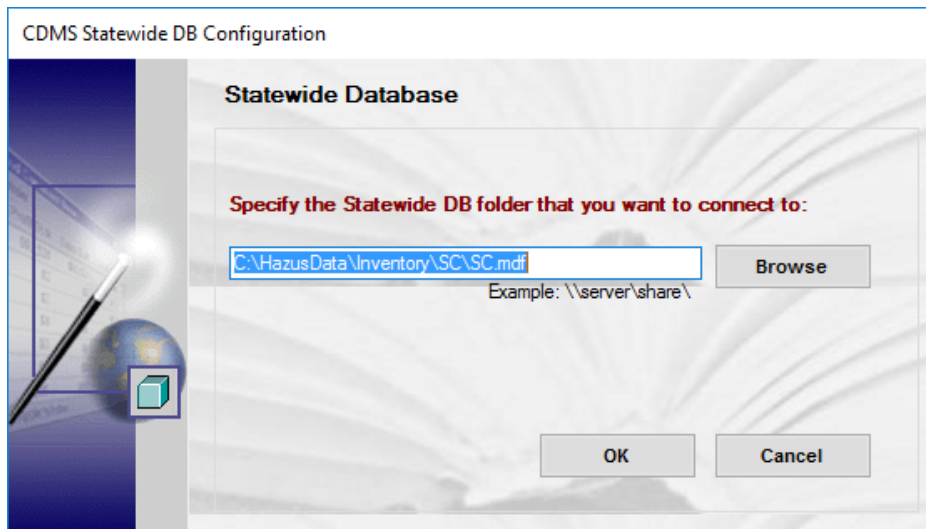 CDMS Statewide DB Configuration
Statewide Database
Specify the Statewide DB folder that you want to connect to:
C:\HazusData\Inventory\SC\SC.mdf
Browse
Example: \\server\share\
OK
Cancel